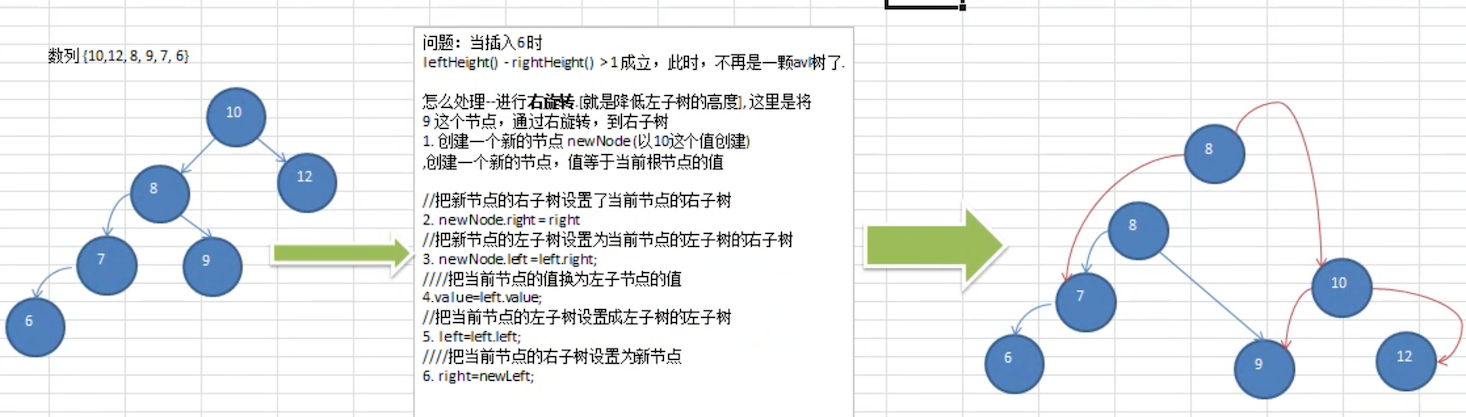 数列 {10,12, 8, 9, 7, 6}
10
8
12
7
9
6
问题：当插入6时
leftHeight() - rightHeight() > 1 成立，此时，不再是一颗avl树了.
怎么处理--进行右旋转.[就是降低左子树的高度], 这里是将
9 这个节点，通过右旋转，到右子树
1. 创建一个新的节点 newNode (以10这个值创建)
,创建一个新的节点，值等于当前根节点的值
//把新节点的右子树设置了当前节点的右子树
2. newNode.right = right
//把新节点的左子树设置为当前节点的左子树的右子树
3. newNode.left =left.right;
////把当前节点的值换为左子节点的值
4.value=left.value;
//把当前节点的左子树设置成左子树的左子树
5. left=left.left;
////把当前节点的右子树设置为新节点
6. right=newLeft;
8
8
7
10
6
9
12